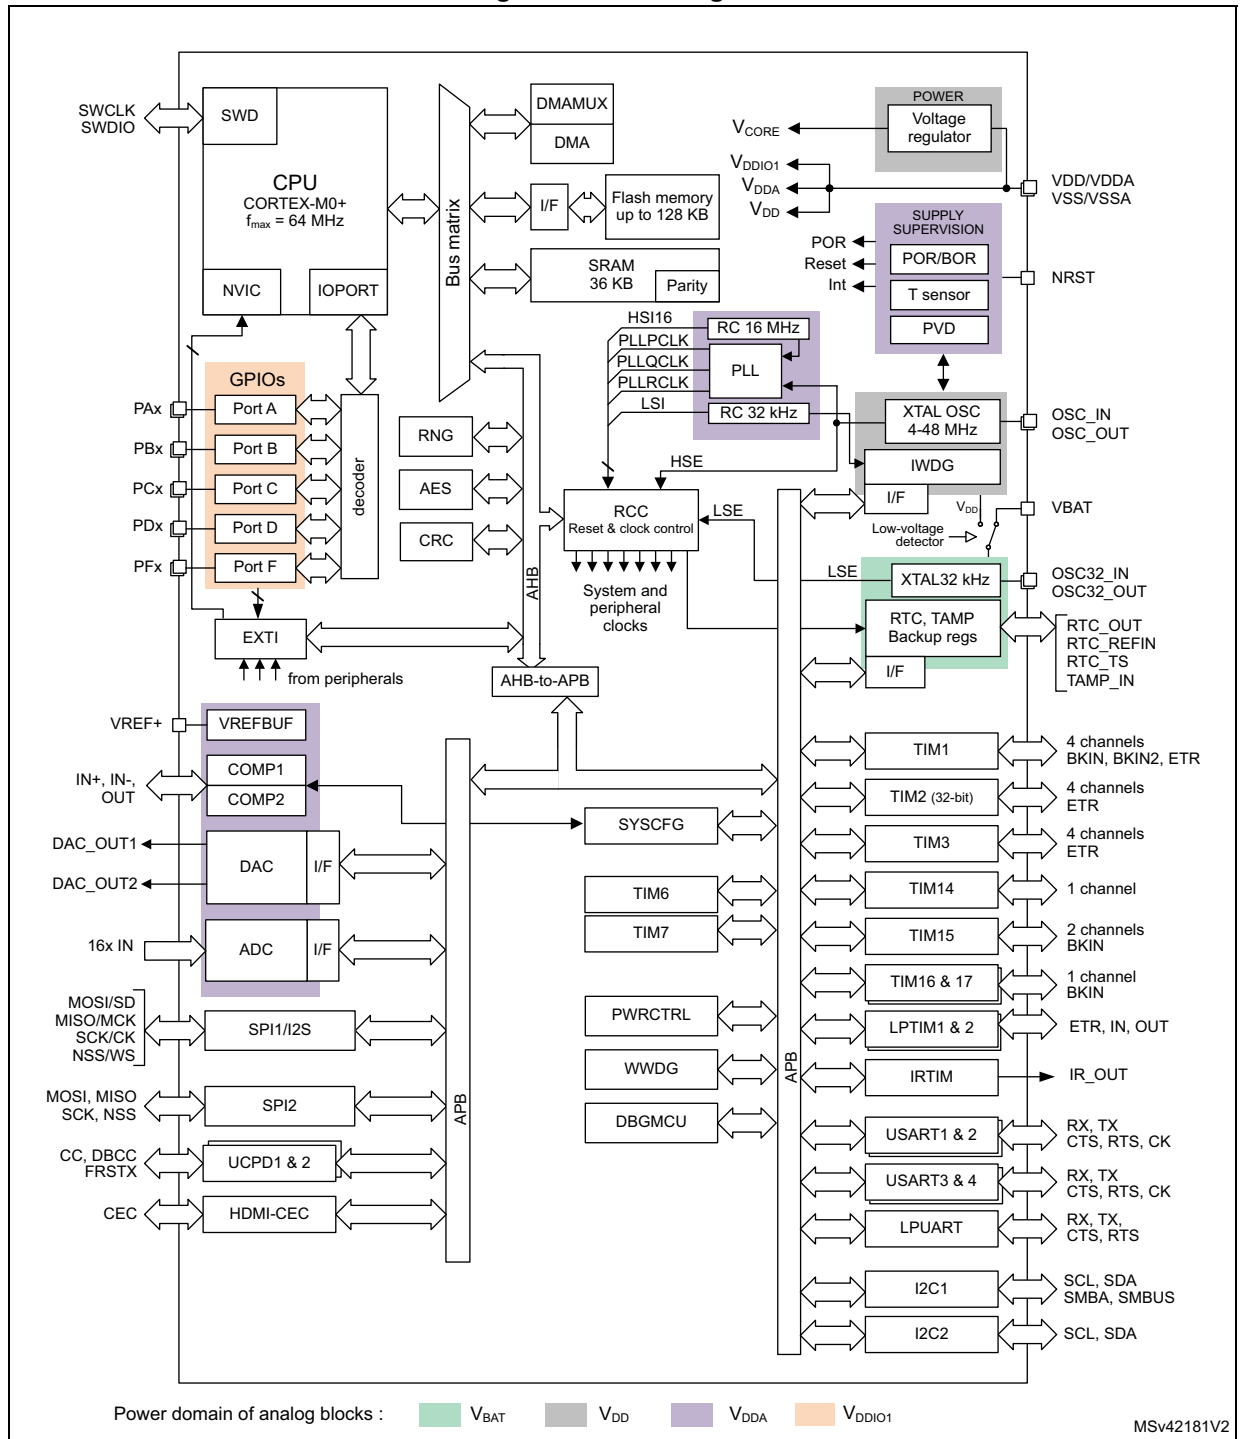 SWCLK
SWDIO
SWD
CPU
CORTEX-M0+
fmax = 64 MHz
NVIC
IOPORT
Bus matrix
DMAMUX
DMA
I/F
Flash memory
up to 128 KB
SRAM
36 KB
Parity
POWER
Voltage
regulator
VCORE
VDDIO1
VDDA
VDD
VDD/VDDA
VSS/VSSA
SUPPLY
SUPERVISION
POR
Reset
Int
POR/BOR
T sensor
PVD
NRST
HSI16
PLLPCLK
PLLQCLK
PLLRCLK
LSI
RC 16 MHz
PLL
RC 32 kHz
GPIOs
PAx
Port A
PBx
Port B
PCx
Port C
PDx
Port D
PFx
Port F
decoder
RNG
AES
CRC
AHB
HSE
XTAL OSC
4-48 MHz
IWDG
I/F
OSC_IN
OSC_OUT
RCC
Reset & clock control
LSE
System and
peripheral
clocks
VDD
Low-voltage
detector
VBAT
LSE
XTAL32 kHz
OSC32_IN
OSC32_OUT
RTC, TAMP
Backup regs
I/F
RTC_OUT
RTC_REFIN
RTC_TS
TAMP_IN
EXTI
from peripherals
AHB-to-APB
VREF+
VREFBUF
IN+, IN-,
OUT
COMP1
COMP2
DAC_OUT1
DAC_OUT2
DAC
I/F
16x IN
ADC
I/F
MOSI/SD
MISO/MCK
SCK/CK
NSS/WS
SPI1/I2S
MOSI, MISO
SCK, NSS
SPI2
CC, DBCC
FRSTX
UCPD1 & 2
CEC
HDMI-CEC
APB
SYSCFG
TIM6
TIM7
PWRCTRL
WWDG
DBGMCU
APB
TIM1
4 channels
BKIN, BKIN2, ETR
TIM2 (32-bit)
4 channels
ETR
TIM3
4 channels
ETR
TIM14
1 channel
TIM15
2 channels
BKIN
TIM16 & 17
1 channel
BKIN
LPTIM1 & 2
ETR, IN, OUT
IRTIM
IR_OUT
USART1 & 2
RX, TX
CTS, RTS, CK
USART3 & 4
RX, TX
CTS, RTS, CK
LPUART
RX, TX,
CTS, RTS
I2C1
SCL, SDA
SMBA, SMBUS
I2C2
SCL, SDA
Power domain of analog blocks :
VBAT
VDD
VDDA
VDDIO1
MSv42181V2